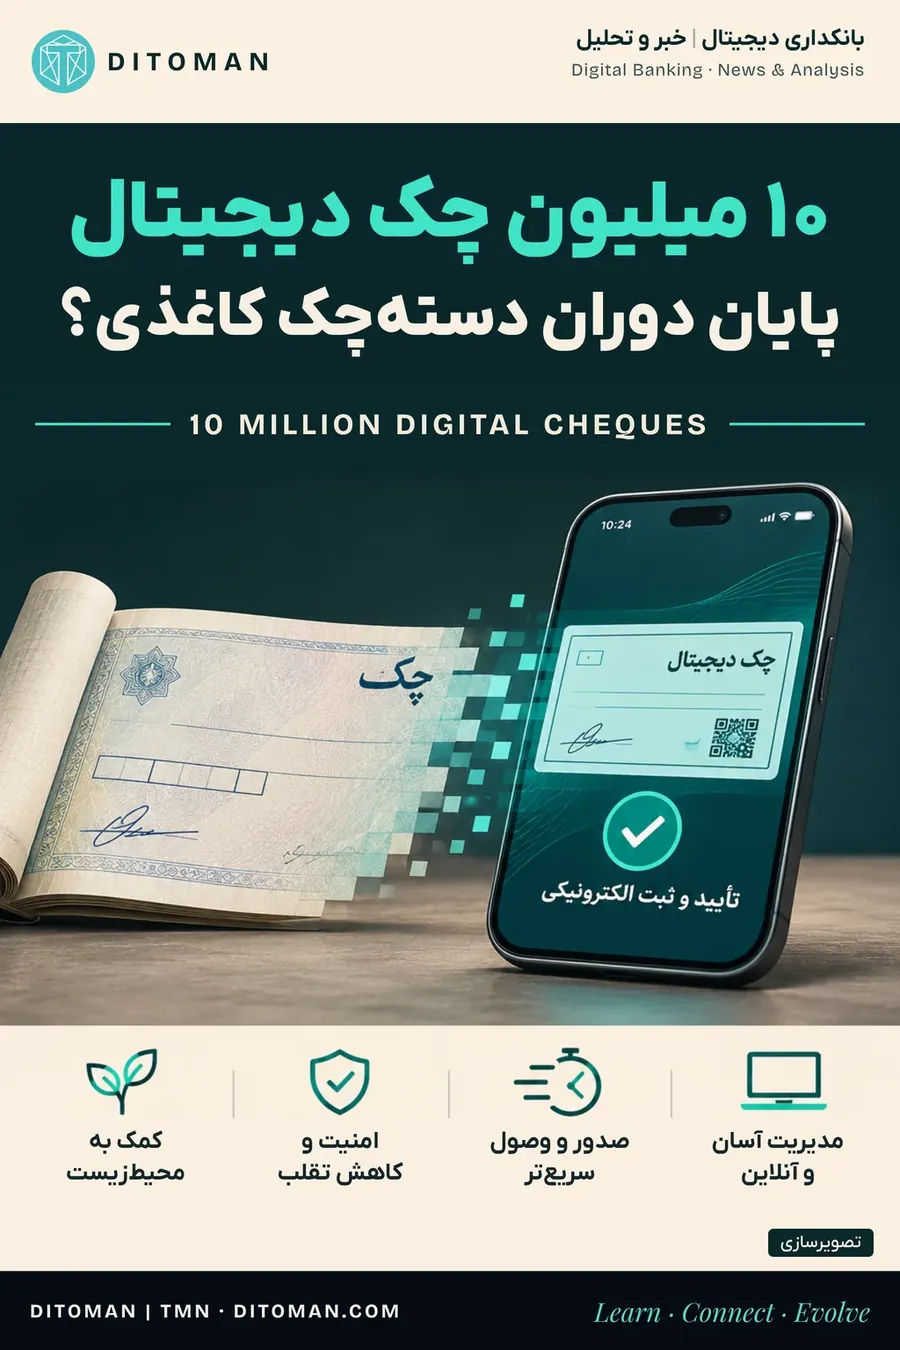 DITOMAN
بانکداری دیجیتال | خبر و تحلیل
Digital Banking · News & Analysis
۱۰ میلیون چک دیجیتال
پایان دوران دسته‌چک کاغذی؟
10 MILLION DIGITAL CHEQUES
10:24
چک
چک دیجیتال
تأیید و ثبت الکترونیکی
مدیریت آسان
و آنلاین
صدور و وصول
سریع‌تر
امنیت و
کاهش تقلب
کمک به
محیط‌زیست
تصویرسازی
DITOMAN | TMN · DITOMAN.COM
Learn · Connect · Evolve